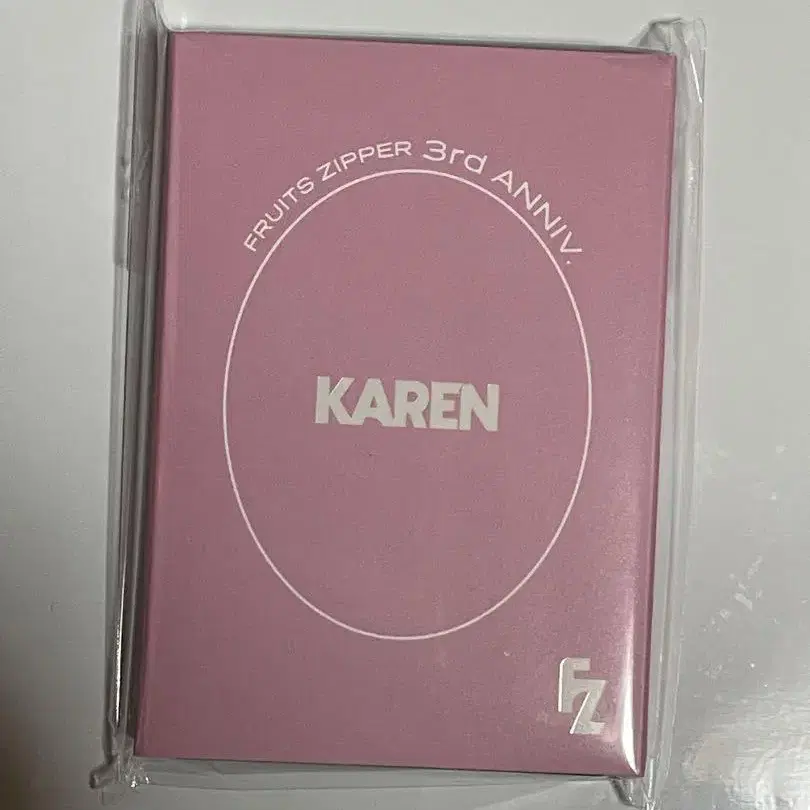 FRUITS ZIPPER 3rd ANNIV.
KAREN
FZ